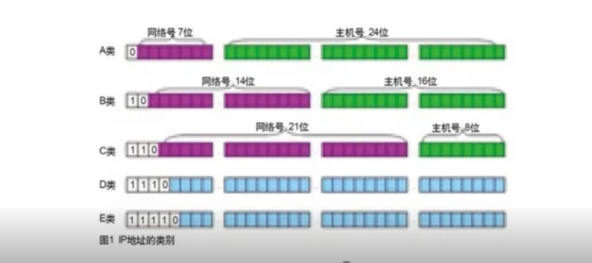 网络号7位 主机号 24位
A类 0
网络号 14位 主机号 16位
B类 1 0
网络号 21位 主机号 8位
C类 1 1 0
D类 1 1 1 0
E类 1 1 1 1 0
图1 IP地址的类别